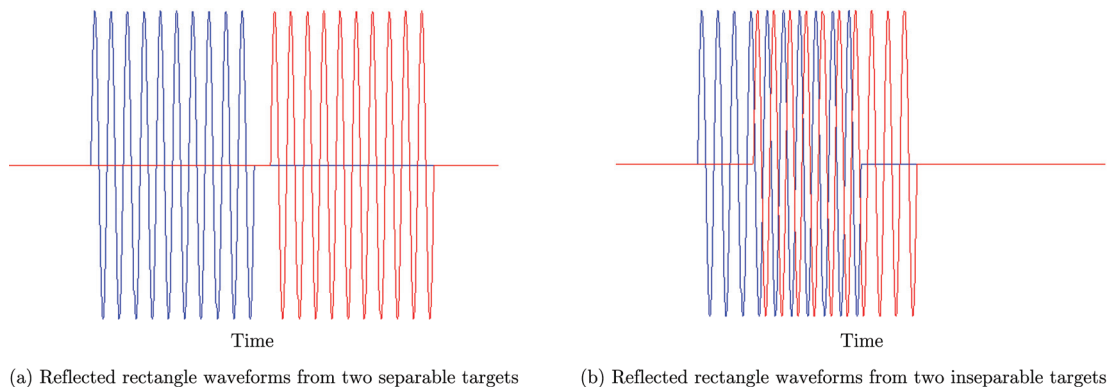 Time
Time
(a) Reflected rectangle waveforms from two separable targets
(b) Reflected rectangle waveforms from two inseparable targets